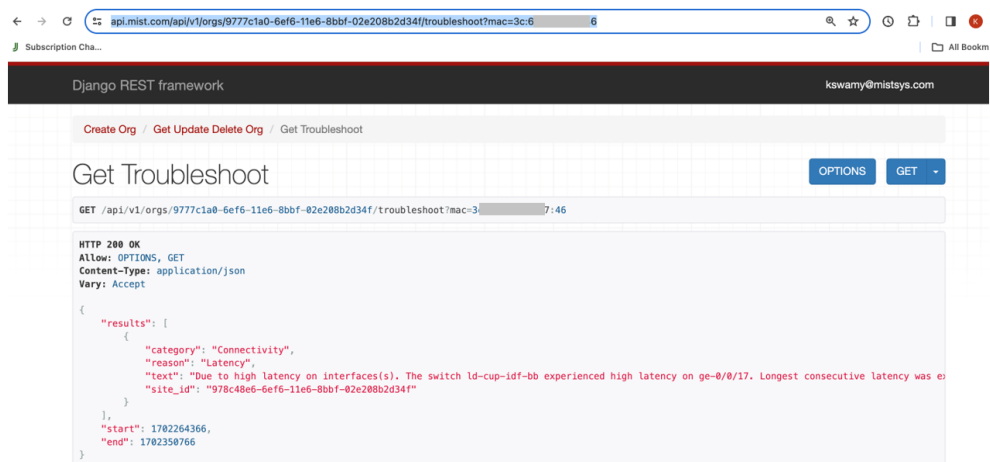 api.mist.com/api/v1/orgs/9777c1a0-6ef6-11e6-8bbf-02e208b2d34f/troubleshoot?mac=3c:6 6
K
J Subscription Cha...
All Bookm
Django REST framework
kswamy@mistsys.com
Create Org / Get Update Delete Org / Get Troubleshoot
Get Troubleshoot
OPTIONS
GET
GET /api/v1/orgs/9777c1a0-6ef6-11e6-8bbf-02e208b2d34f/troubleshoot?mac=3 7:46
HTTP 200 OK
Allow: OPTIONS, GET
Content-Type: application/json
Vary: Accept
{
"results": [
{
"category": "Connectivity",
"reason": "Latency",
"text": "Due to high latency on interfaces(s). The switch ld-cup-idf-bb experienced high latency on ge-0/0/17. Longest consecutive latency was
"site_id": "978c48e6-6ef6-11e6-8bbf-02e208b2d34f"
}
],
"start": 1702264366,
"end": 1702350766
}